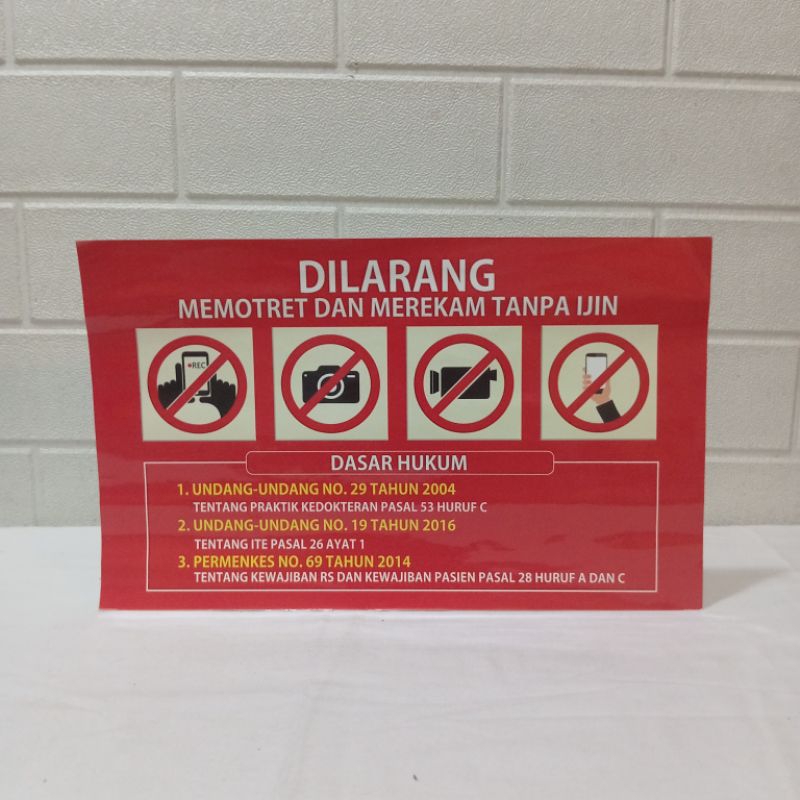 DILARANG
MEMOTRET DAN MEREKAM TANPA IJIN
REC
DASAR HUKUM
1. UNDANG-UNDANG NO. 29 TAHUN 2004
TENTANG PRAKTIK KEDOKTERAN PASAL 53 HURUF C
2. UNDANG-UNDANG NO. 19 TAHUN 2016
TENTANG ITE PASAL 26 AYAT 1
3. PERMENKES NO. 69 TAHUN 2014
TENTANG KEWAJIBAN RS DAN KEWAJIBAN PASIEN PASAL 28 HURUF A DAN C